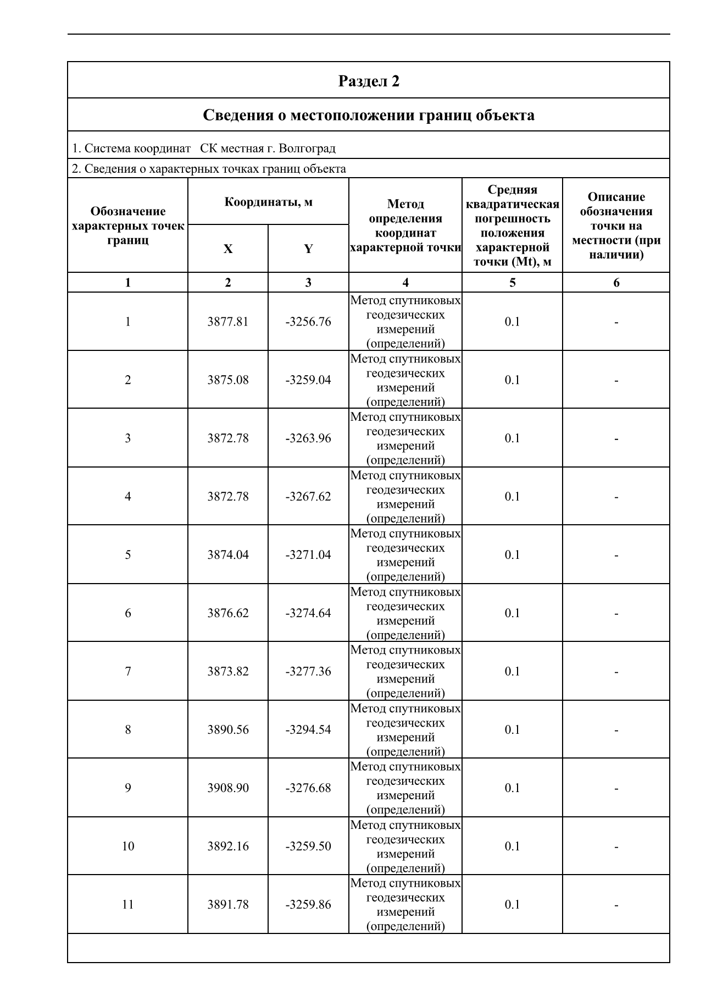 Раздел 2
Сведения о местоположении границ объекта
1. Система координат СК местная г. Волгоград
2. Сведения о характерных точках границ объекта
Обозначение
характерных точек
границ
Координаты, м
X
Y
Метод
определения
координат
характерной точки
Средняя
квадратическая
погрешность
положения
характерной
точки (Mt), м
Описание
обозначения
точки на
местности (при
наличии)
1 2 3 4 5 6
1 3877.81 -3256.76 Метод спутниковых
геодезических
измерений
(определений) 0.1 -
2 3875.08 -3259.04 Метод спутниковых
геодезических
измерений
(определений) 0.1 -
3 3872.78 -3263.96 Метод спутниковых
геодезических
измерений
(определений) 0.1 -
4 3872.78 -3267.62 Метод спутниковых
геодезических
измерений
(определений) 0.1 -
5 3874.04 -3271.04 Метод спутниковых
геодезических
измерений
(определений) 0.1 -
6 3876.62 -3274.64 Метод спутниковых
геодезических
измерений
(определений) 0.1 -
7 3873.82 -3277.36 Метод спутниковых
геодезических
измерений
(определений) 0.1 -
8 3890.56 -3294.54 Метод спутниковых
геодезических
измерений
(определений) 0.1 -
9 3908.90 -3276.68 Метод спутниковых
геодезических
измерений
(определений) 0.1 -
10 3892.16 -3259.50 Метод спутниковых
геодезических
измерений
(определений) 0.1 -
11 3891.78 -3259.86 Метод спутниковых
геодезических
измерений
(определений) 0.1 -